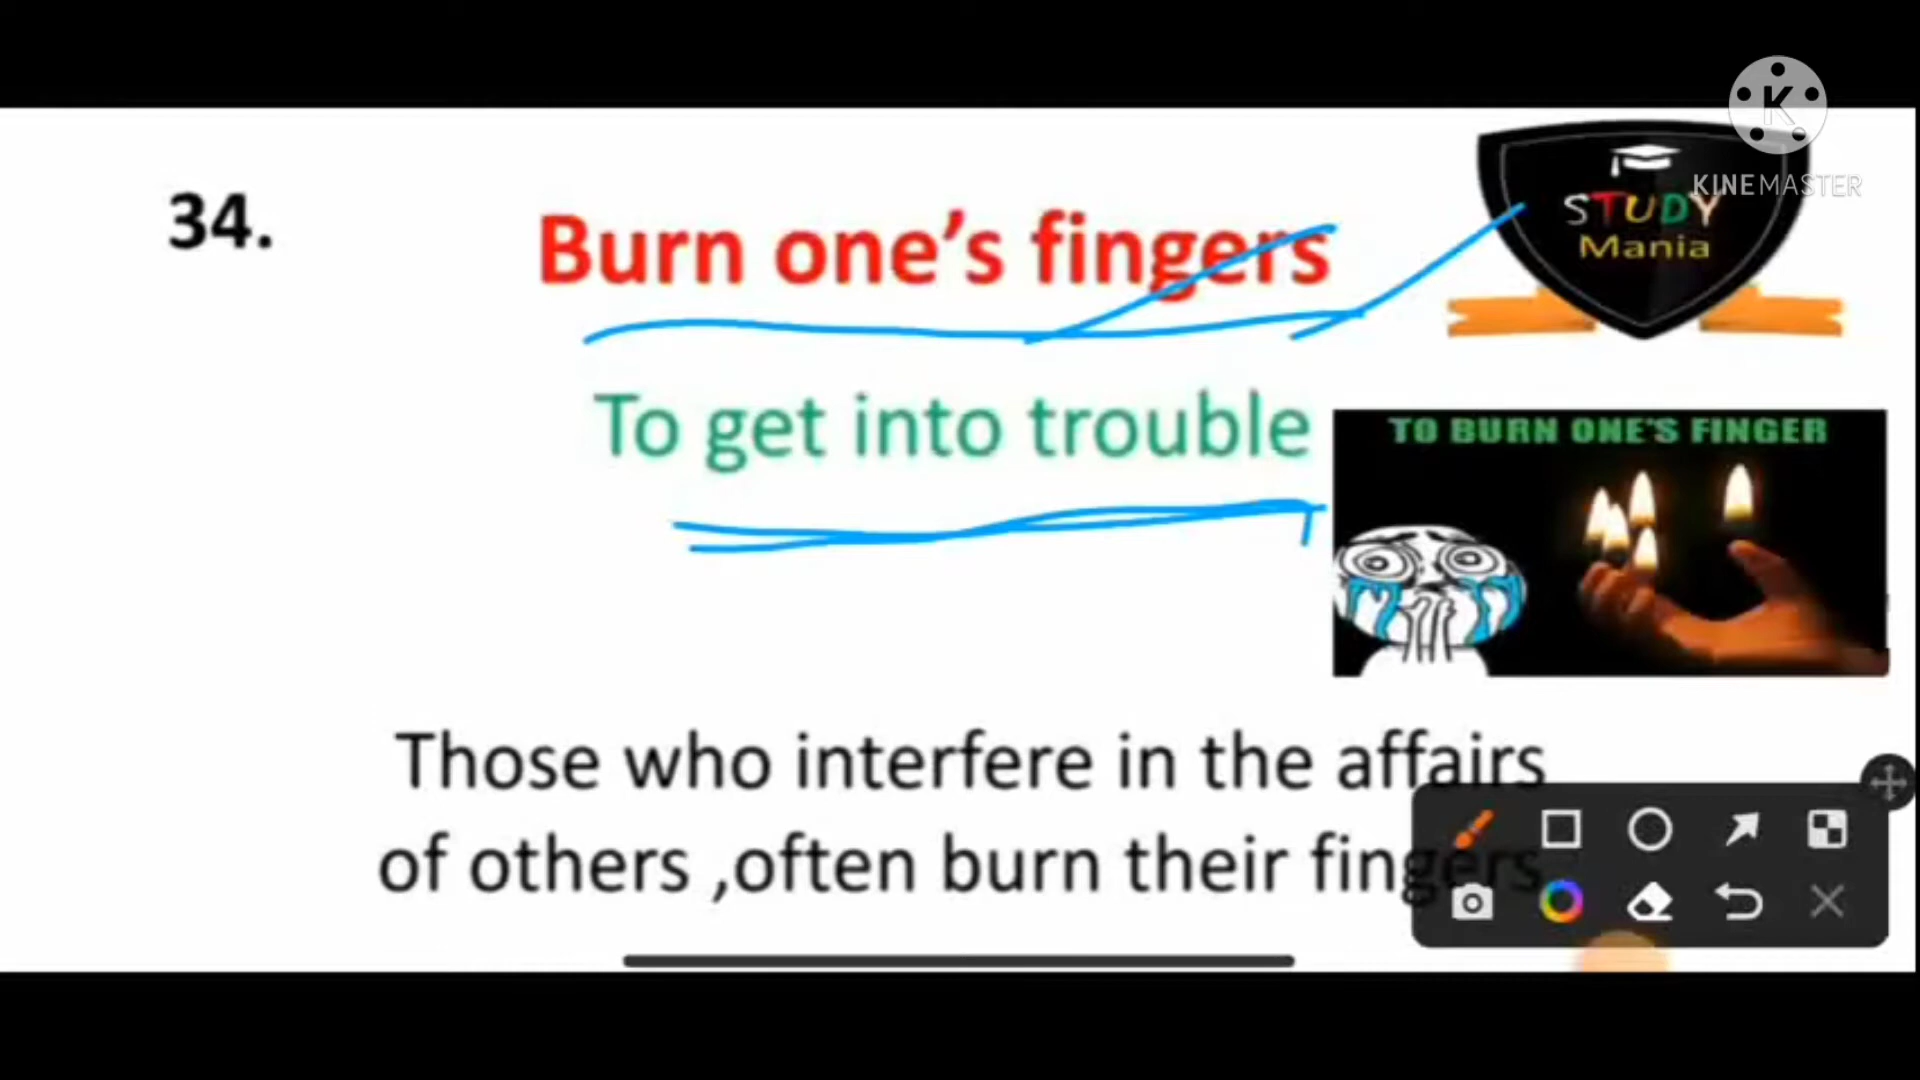 34.
Burn one's fingers
K
KINEMASTER
STUDY
Mania
To get into trouble
TO BURN ONE'S FINGER
Those who interfere in the affairs
of others ,often burn their fingers